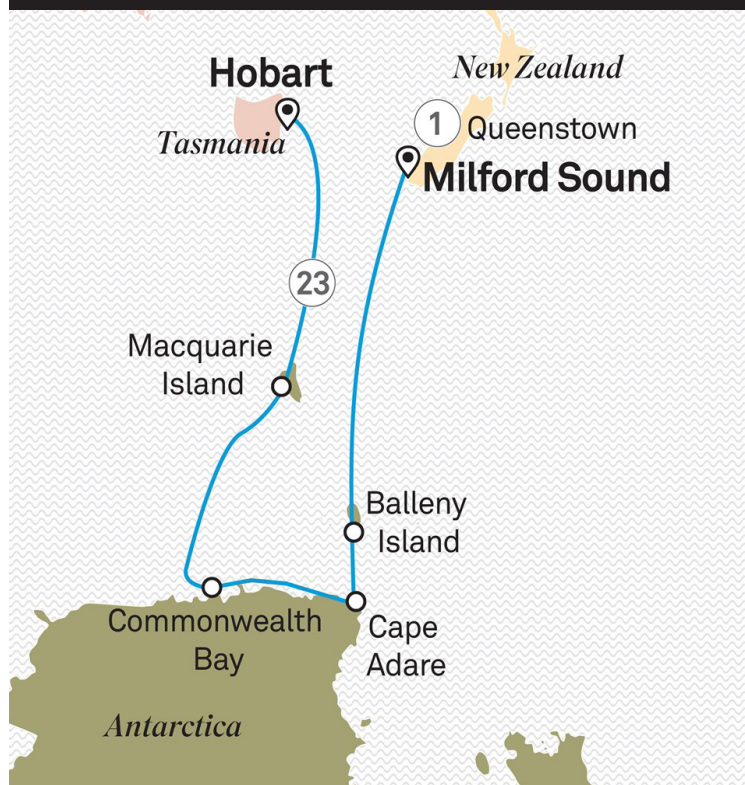 Hobart
New Zealand
Tasmania
1
Queenstown
Milford Sound
23
Macquarie
Island
Balleny
Island
Commonwealth
Bay
Cape
Adare
Antarctica